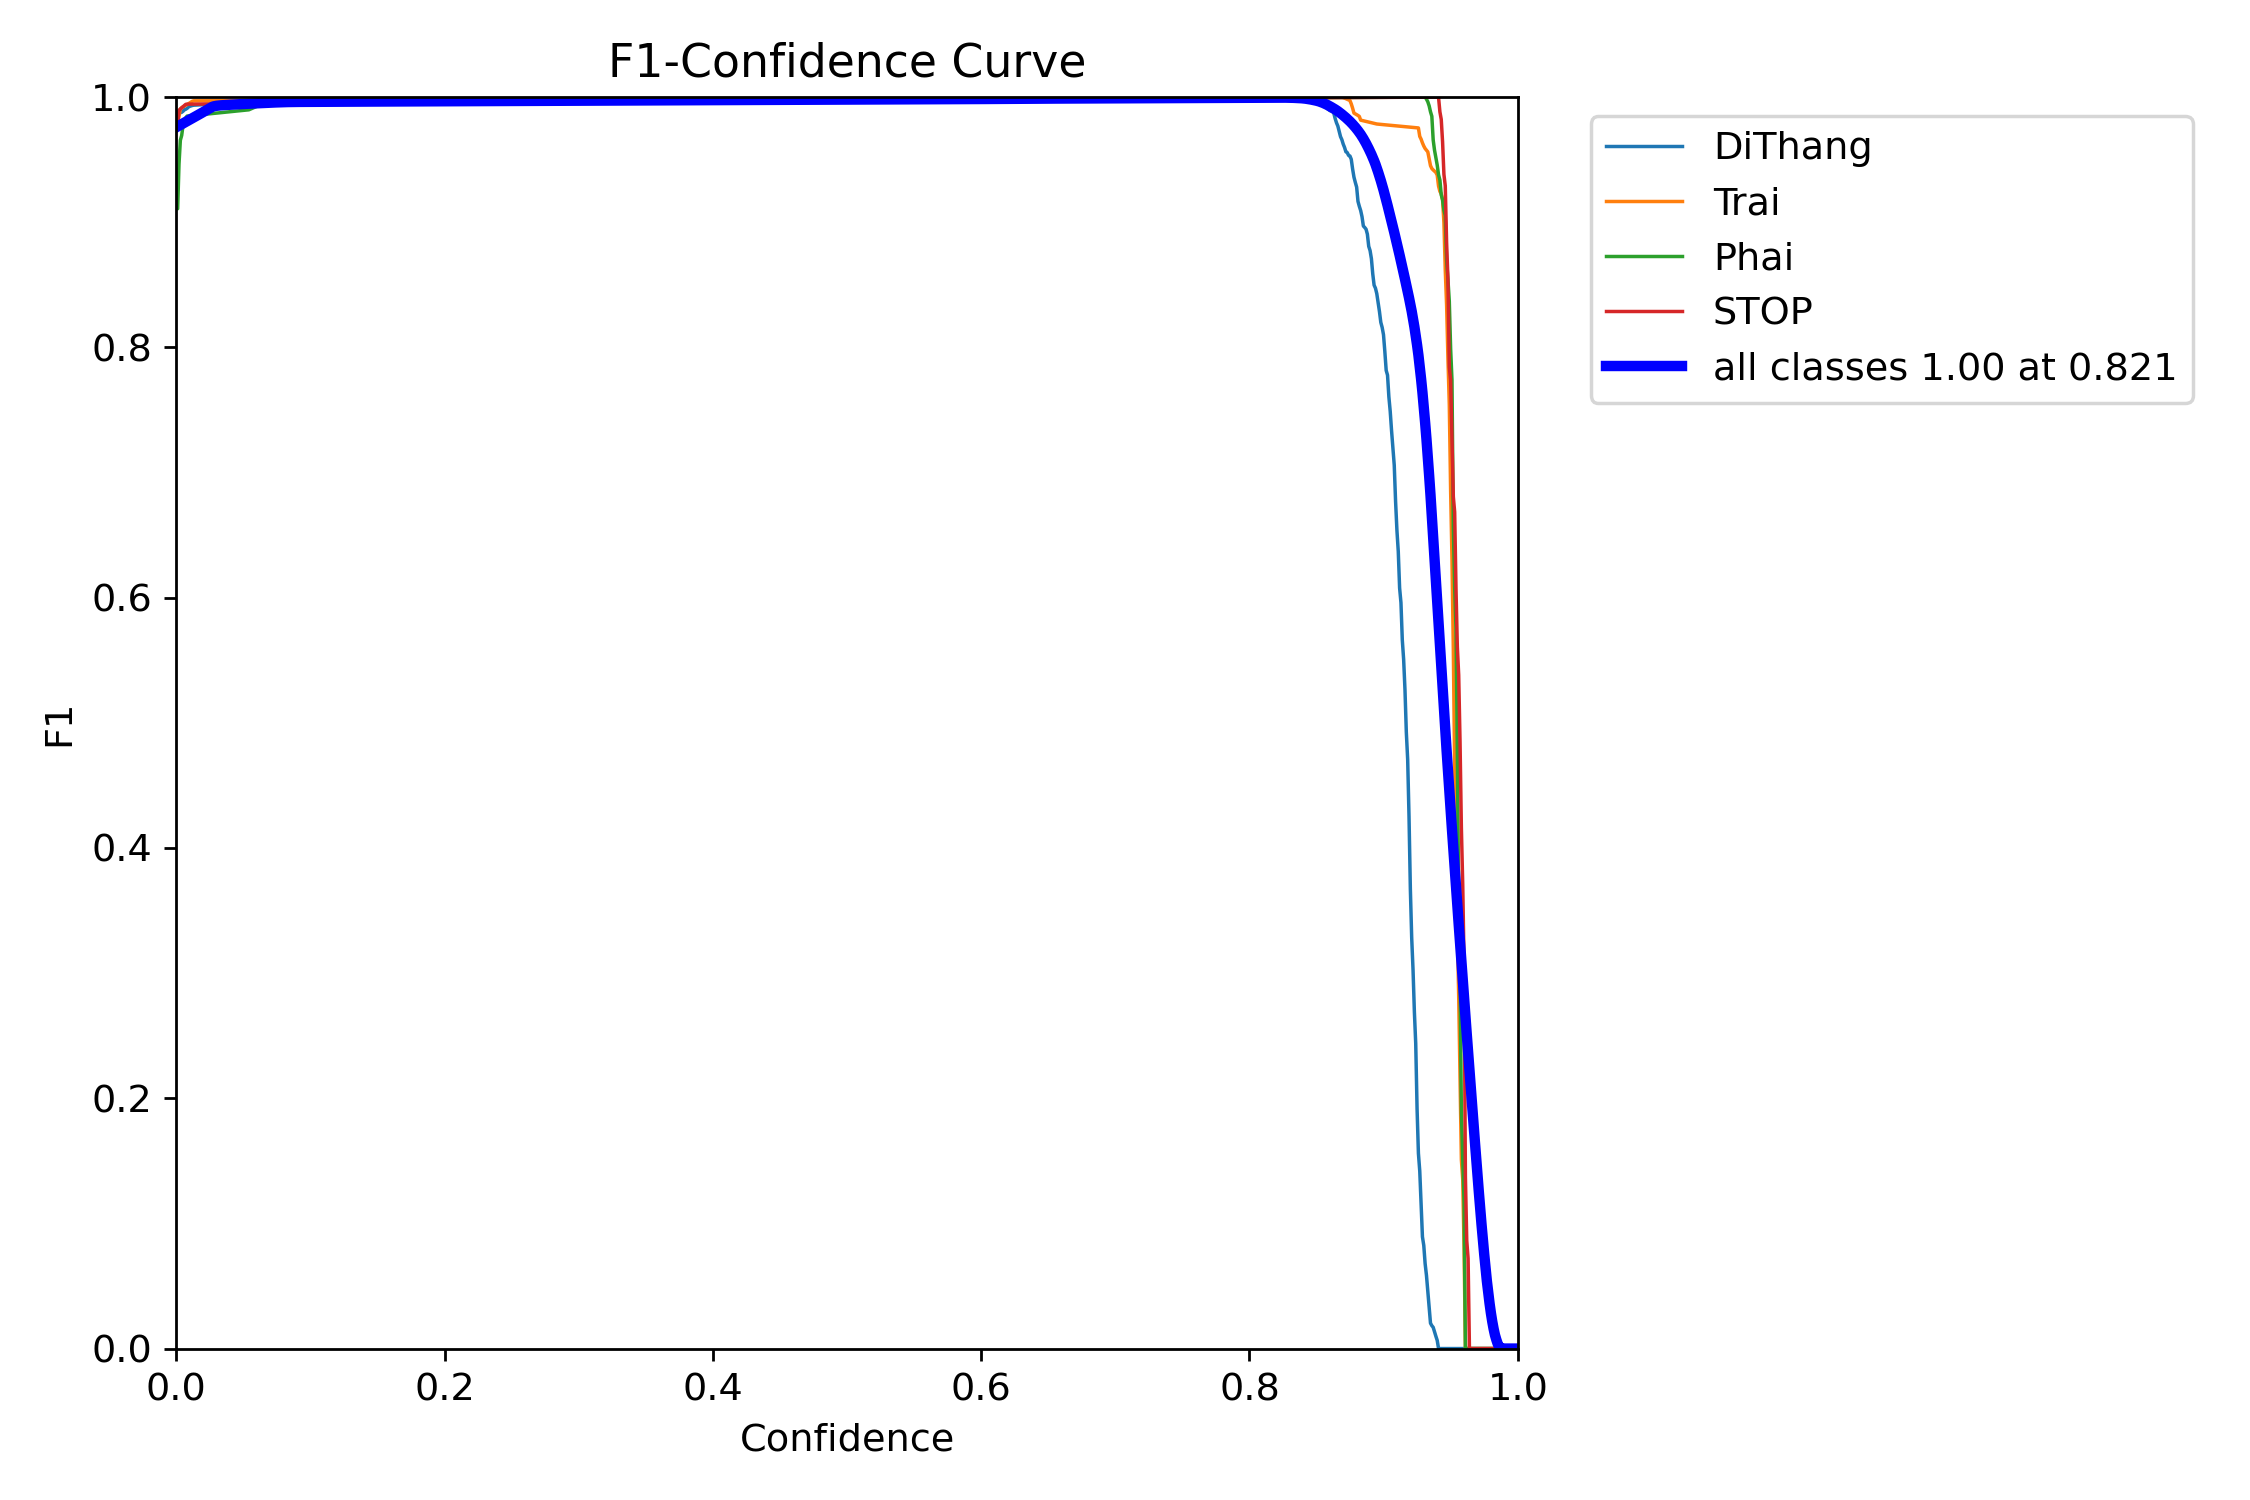 F1-Confidence Curve
1.0
0.8
0.6
0.4
0.2
0.0
F1
0.0 0.2 0.4 0.6 0.8 1.0
Confidence
DiThang
Trai
Phai
STOP
all classes 1.00 at 0.821